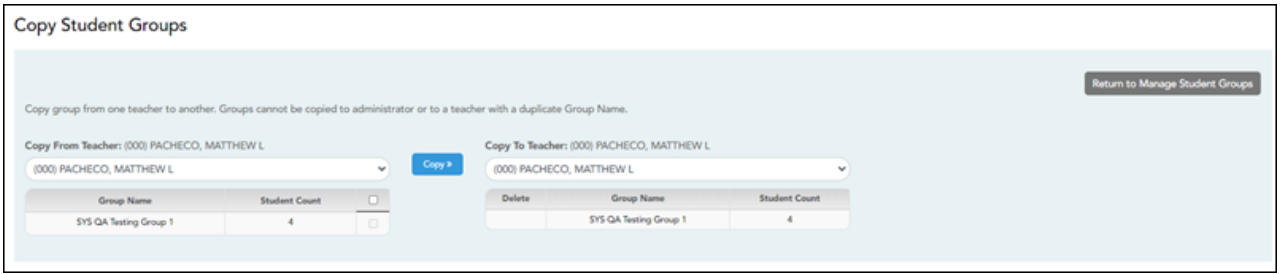 Copy Student Groups
Return to Manage Student Groups
Copy group from one teacher to another. Groups cannot be copied to administrator or to a teacher with a duplicate Group Name.
Copy From Teacher: (000) PACHECO, MATTHEW L
(000) PACHECO, MATTHEW L
Copy »
Copy To Teacher: (000) PACHECO, MATTHEW L
(000) PACHECO, MATTHEW L
Group Name Student Count
SYS QA Testing Group 1 4
Delete Group Name Student Count
SYS QA Testing Group 1 4